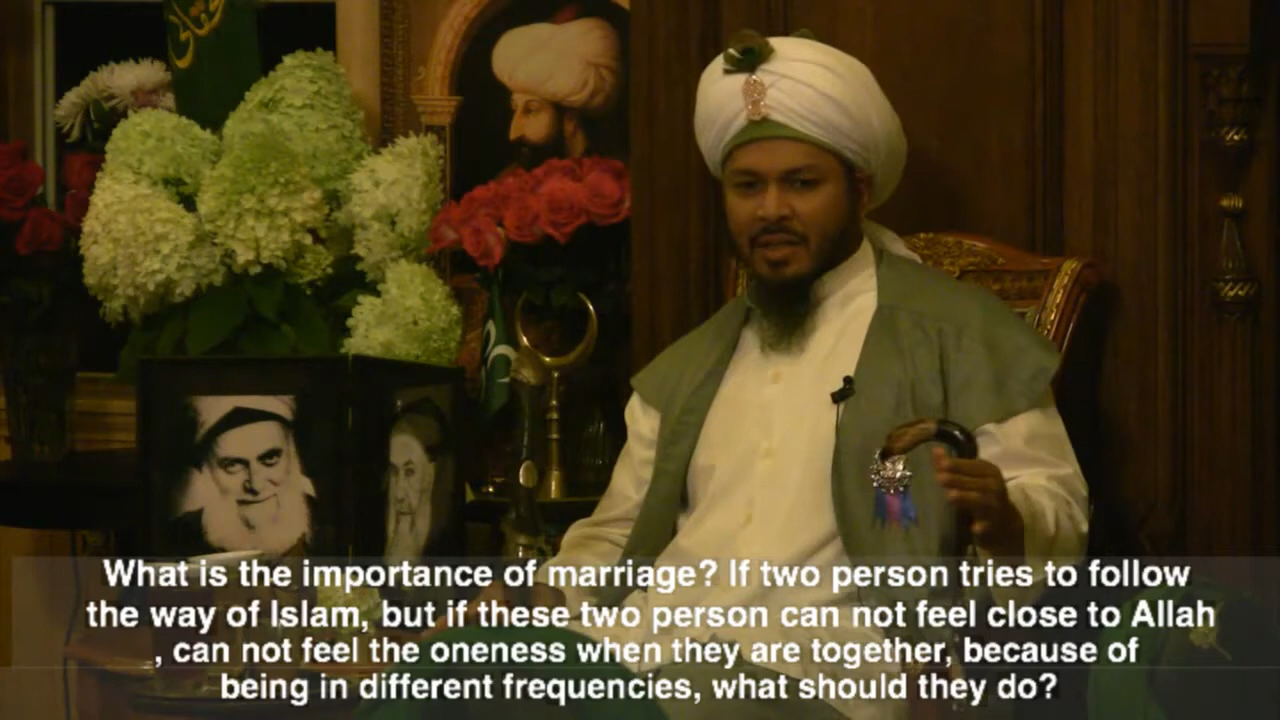 What is the importance of marriage? If two person tries to follow
the way of Islam, but if these two person can not feel close to Allah
, can not feel the oneness when they are together, because of
being in different frequencies, what should they do?